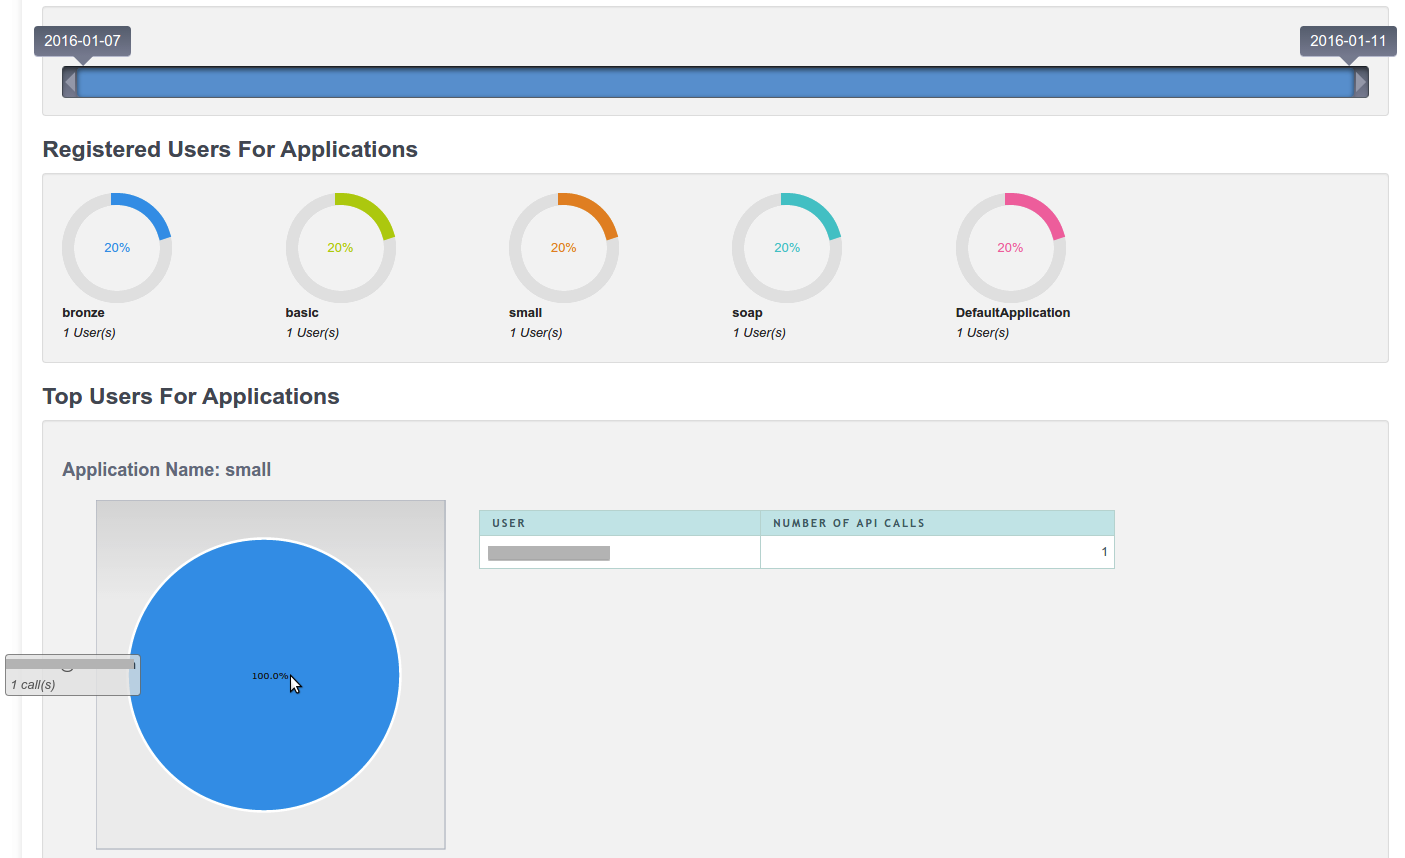 2016-01-07 2016-01-11
Registered Users For Applications
20% 20% 20% 20% 20%
bronze basic small soap DefaultApplication
1 User(s) 1 User(s) 1 User(s) 1 User(s) 1 User(s)
Top Users For Applications
Application Name: small
USER NUMBER OF API CALLS
1
100.0%
1 call(s)